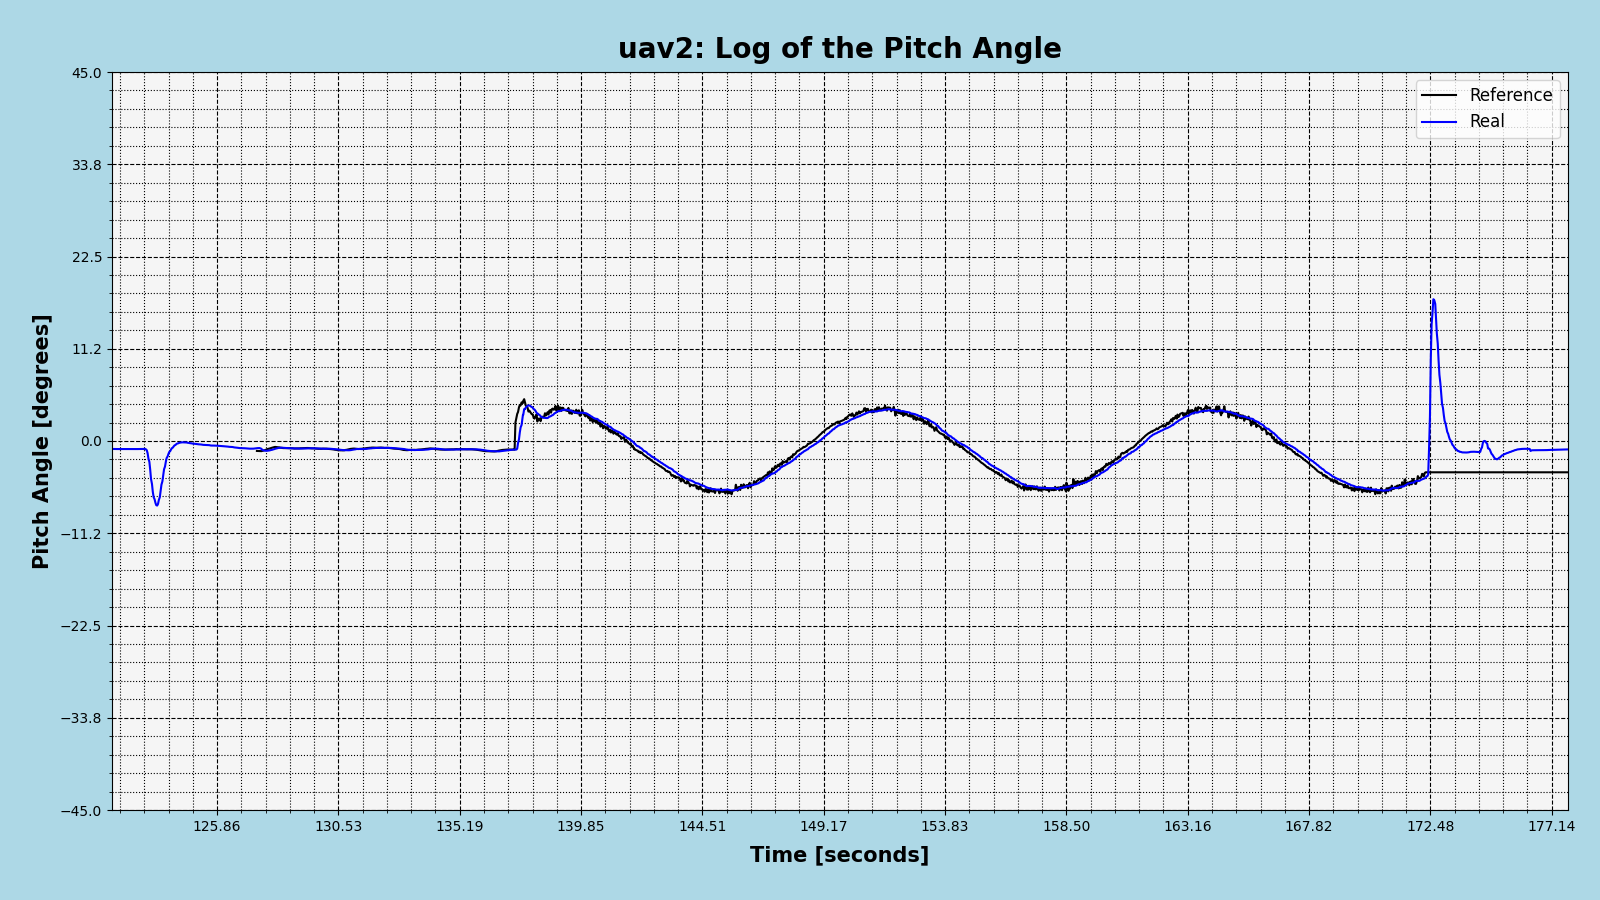 uav2: Log of the Pitch Angle
Reference
Real
Pitch Angle [degrees]
45.0
33.8
22.5
11.2
0.0
−11.2
−22.5
−33.8
−45.0
125.86 130.53 135.19 139.85 144.51 149.17 153.83 158.50 163.16 167.82 172.48 177.14
Time [seconds]